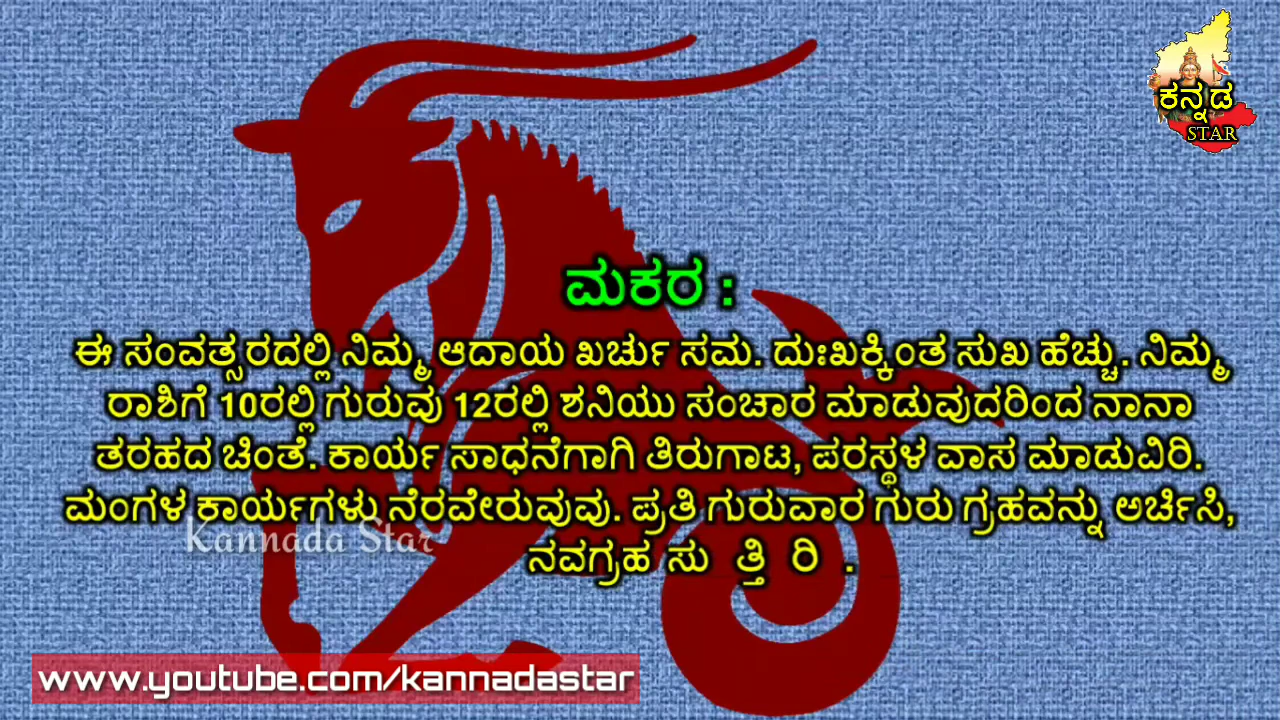 ಕನ್ನಡ
STAR
ಮಕರ :
ಈ ಸಂವತ್ಸರದಲ್ಲಿ ನಿಮ್ಮ ಆದಾಯ ಖರ್ಚು ಸಮ. ದುಃಖಕ್ಕಿಂತ ಸುಖ ಹೆಚ್ಚು. ನಿಮ್ಮ
ರಾಶಿಗೆ 10ರಲ್ಲಿ ಗುರುವು 12ರಲ್ಲಿ ಶನಿಯು ಸಂಚಾರ ಮಾಡುವುದರಿಂದ ನಾನಾ
ತರಹದ ಚಿಂತೆ. ಕಾರ್ಯ ಸಾಧನೆಗಾಗಿ ತಿರುಗಾಟ, ಪರಸ್ಥಳ ವಾಸ ಮಾಡುವಿರಿ.
ಮಂಗಳ ಕಾರ್ಯಗಳು ನೆರವೇರುವುವು. ಪ್ರತಿ ಗುರುವಾರ ಗುರು ಗ್ರಹವನ್ನು ಅರ್ಚಿಸಿ,
Kannada Star
ನವಗ್ರಹ ಸು ತ್ತಿ ರಿ .
www.youtube.com/kannadastar